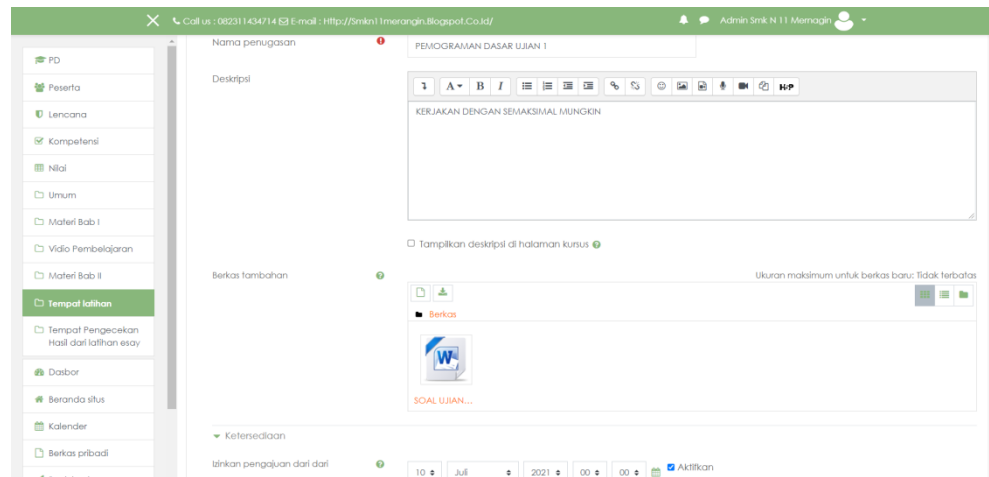 Call us : 082311434714 E-mail : Http://Smkn11merangin.Blogspot.Co.Id/
Admin Smk N 11 Mernagin
PD
Peserta
Lencana
Kompetensi
Nilai
Umum
Materi Bab I
Vidio Pembelajaran
Materi Bab II
Tempat latihan
Tempat Pengecekan
Hasil dari latihan esay
Dasbor
Beranda situs
Kalender
Berkas pribadi
Nama penugasan
PEMOGRAMAN DASAR UJIAN 1
Deskripsi
A B I H-P
KERJAKAN DENGAN SEMAKSIMAL MUNGKIN
Tampilkan deskripsi di halaman kursus
Berkas tambahan
Ukuran maksimum untuk berkas baru: Tidak terbatas
Berkas
W
SOAL UJIAN...
Ketersediaan
Izinkan pengajuan dari dari
10 Juli 2021 00 00 Aktifkan